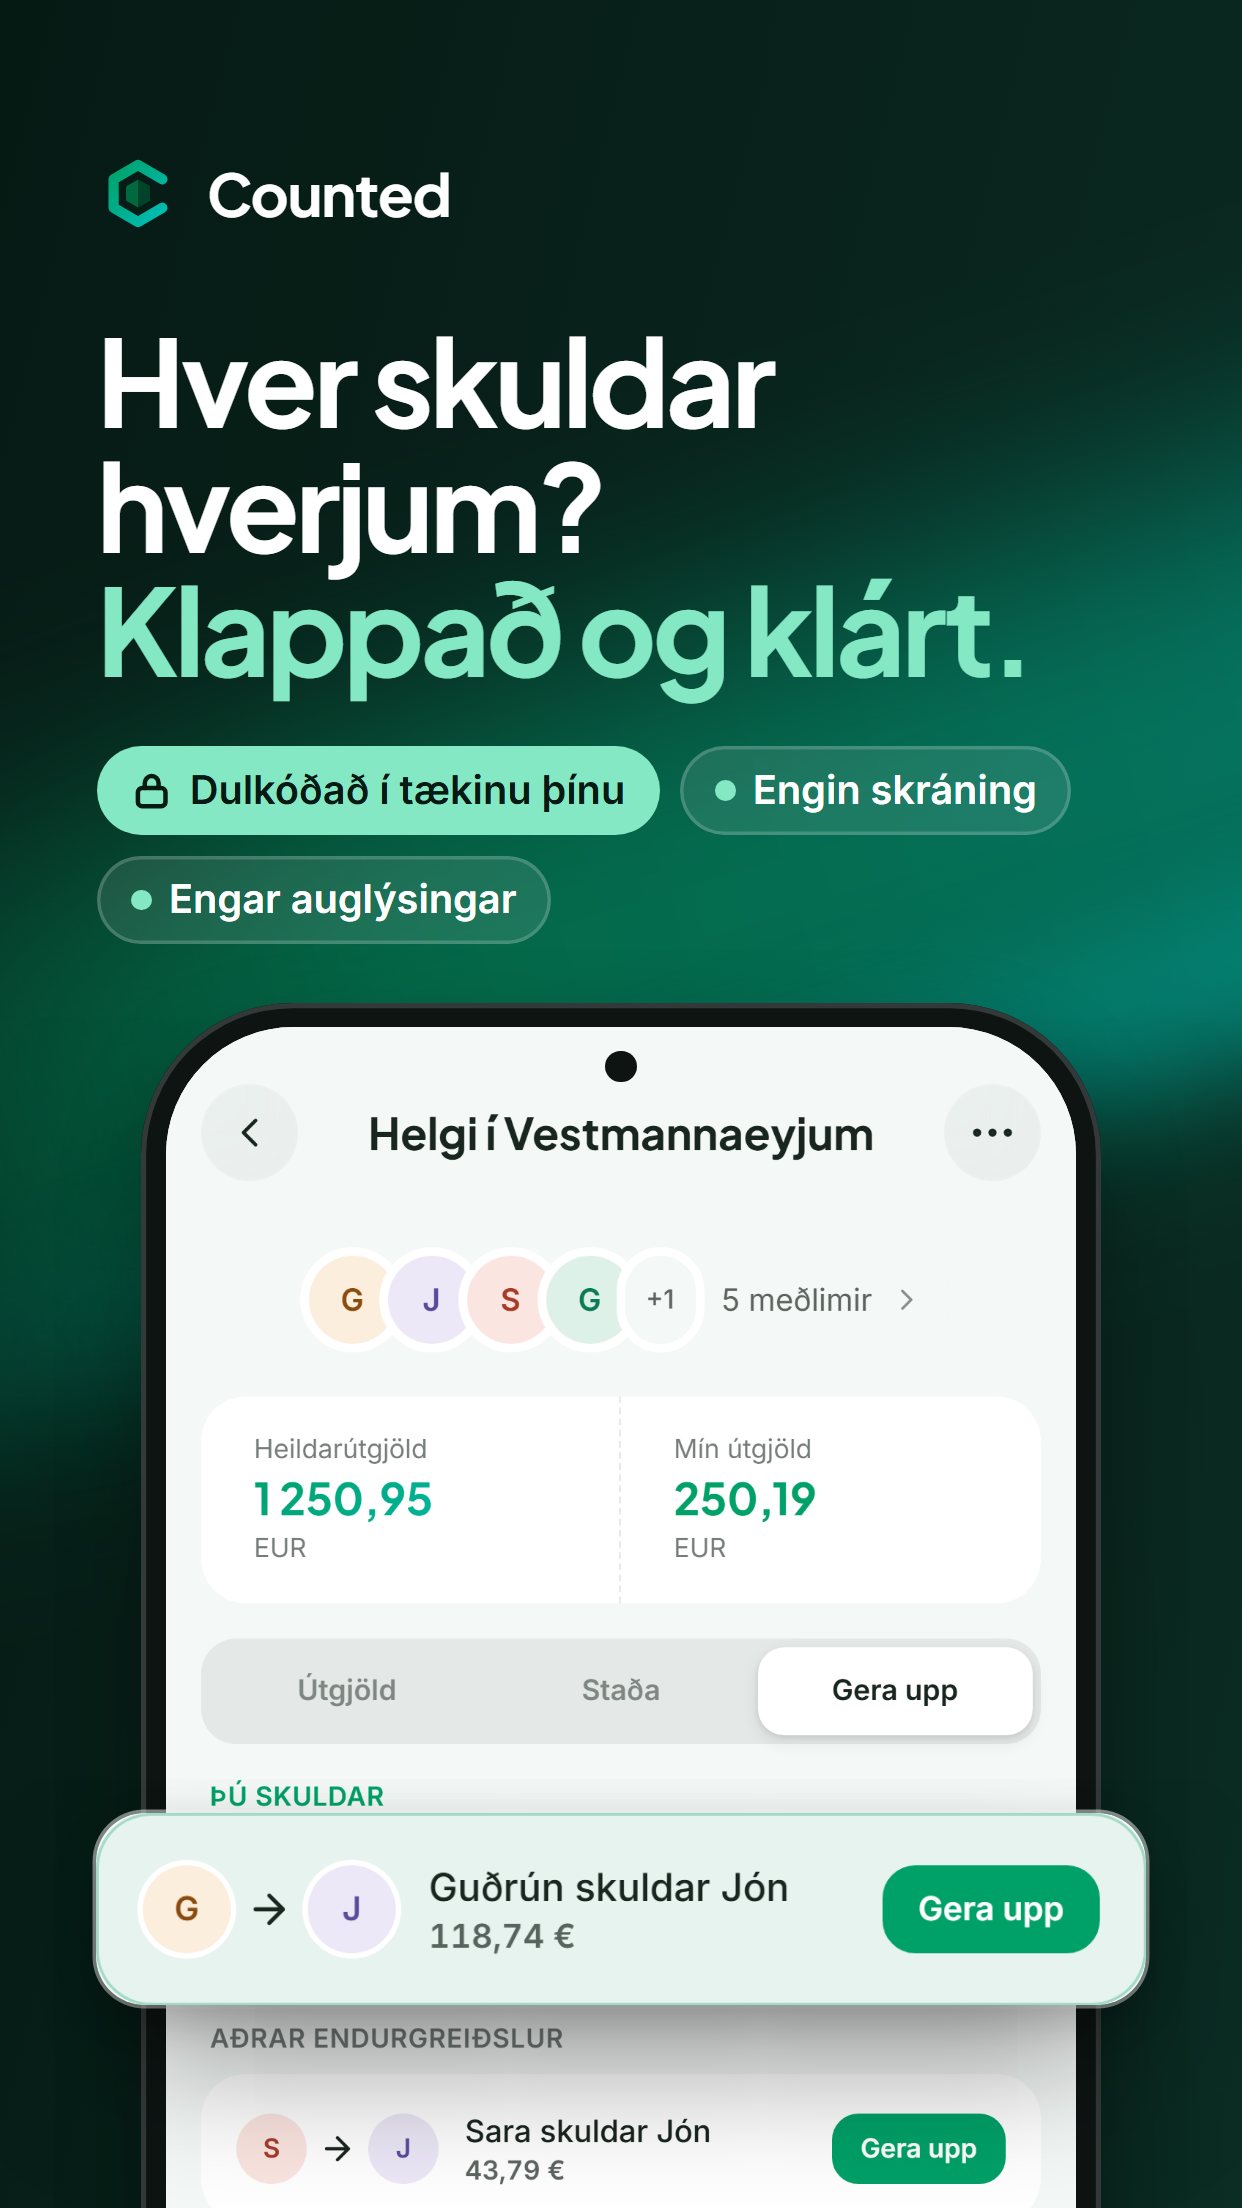 Counted
Hver skuldar
hverjum?
Klappað og klárt.
Dulkóðað í tækinu þínu
Engin skráning
Engar auglýsingar
Helgi í Vestmannaeyjum
G J S G +1 5 meðlimir
Heildarútgjöld
1 250,95
EUR
Mín útgjöld
250,19
EUR
Útgjöld
Staða
Gera upp
ÞÚ SKULDAR
G → J
Guðrún skuldar Jón
118,74 €
Gera upp
AÐRAR ENDURGREIÐSLUR
S → J
Sara skuldar Jón
43,79 €
Gera upp